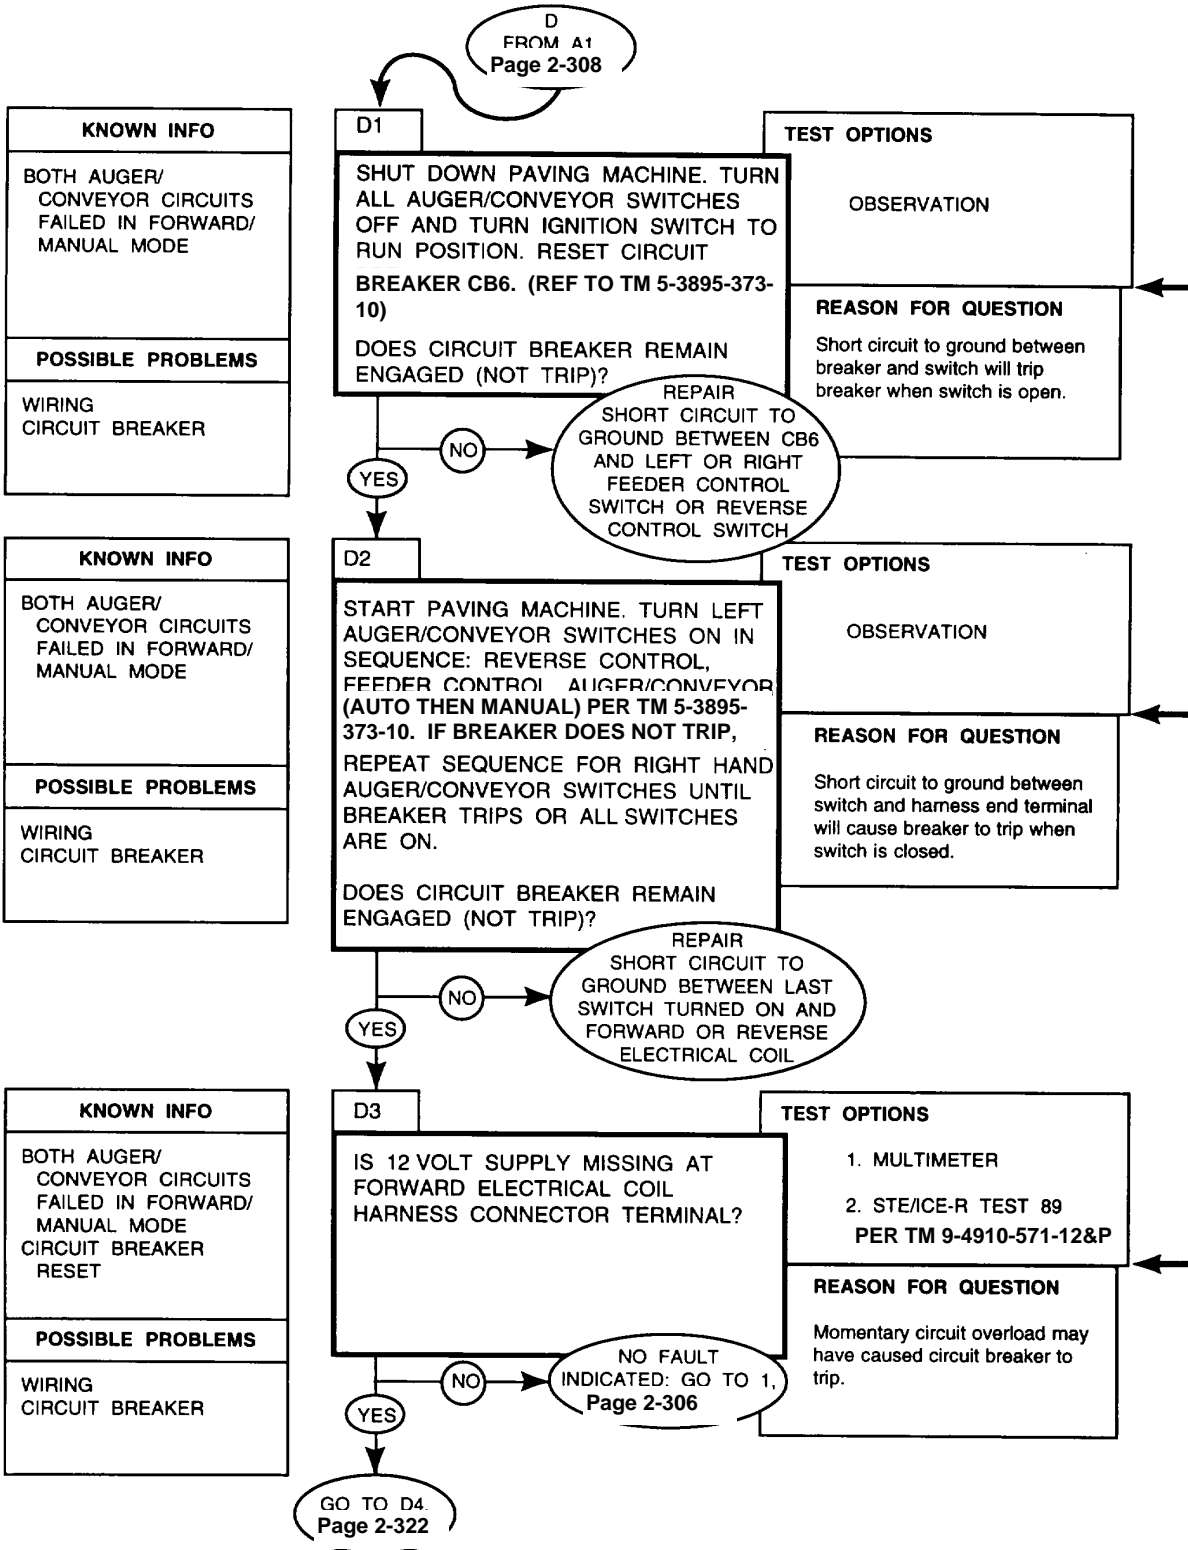 D
FROM A1
Page 2-308
KNOWN INFO
BOTH AUGER/
CONVEYOR CIRCUITS
FAILED IN FORWARD/
MANUAL MODE
POSSIBLE PROBLEMS
WIRING
CIRCUIT BREAKER
D1
SHUT DOWN PAVING MACHINE. TURN
ALL AUGER/CONVEYOR SWITCHES
OFF AND TURN IGNITION SWITCH TO
RUN POSITION. RESET CIRCUIT
BREAKER CB6. (REF TO TM 5-3895-373-
10)
DOES CIRCUIT BREAKER REMAIN
ENGAGED (NOT TRIP)?
TEST OPTIONS
OBSERVATION
REASON FOR QUESTION
Short circuit to ground between
breaker and switch will trip
breaker when switch is open.
NO
REPAIR
SHORT CIRCUIT TO
GROUND BETWEEN CB6
AND LEFT OR RIGHT
FEEDER CONTROL
SWITCH OR REVERSE
CONTROL SWITCH
YES
KNOWN INFO
BOTH AUGER/
CONVEYOR CIRCUITS
FAILED IN FORWARD/
MANUAL MODE
POSSIBLE PROBLEMS
WIRING
CIRCUIT BREAKER
D2
START PAVING MACHINE. TURN LEFT
AUGER/CONVEYOR SWITCHES ON IN
SEQUENCE: REVERSE CONTROL,
FEEDER CONTROL, AUGER/CONVEYOR
(AUTO THEN MANUAL) PER TM 5-3895-
373-10. IF BREAKER DOES NOT TRIP,
REPEAT SEQUENCE FOR RIGHT HAND
AUGER/CONVEYOR SWITCHES UNTIL
BREAKER TRIPS OR ALL SWITCHES
ARE ON.
DOES CIRCUIT BREAKER REMAIN
ENGAGED (NOT TRIP)?
TEST OPTIONS
OBSERVATION
REASON FOR QUESTION
Short circuit to ground between
switch and harness end terminal
will cause breaker to trip when
switch is closed.
NO
REPAIR
SHORT CIRCUIT TO
GROUND BETWEEN LAST
SWITCH TURNED ON AND
FORWARD OR REVERSE
ELECTRICAL COIL
YES
KNOWN INFO
BOTH AUGER/
CONVEYOR CIRCUITS
FAILED IN FORWARD/
MANUAL MODE
CIRCUIT BREAKER
RESET
POSSIBLE PROBLEMS
WIRING
CIRCUIT BREAKER
D3
IS 12 VOLT SUPPLY MISSING AT
FORWARD ELECTRICAL COIL
HARNESS CONNECTOR TERMINAL?
TEST OPTIONS
1. MULTIMETER
2. STE/ICE-R TEST 89
PER TM 9-4910-571-12&P
REASON FOR QUESTION
Momentary circuit overload may
have caused circuit breaker to
trip.
NO
NO FAULT
INDICATED: GO TO 1,
Page 2-306
YES
GO TO D4,
Page 2-322